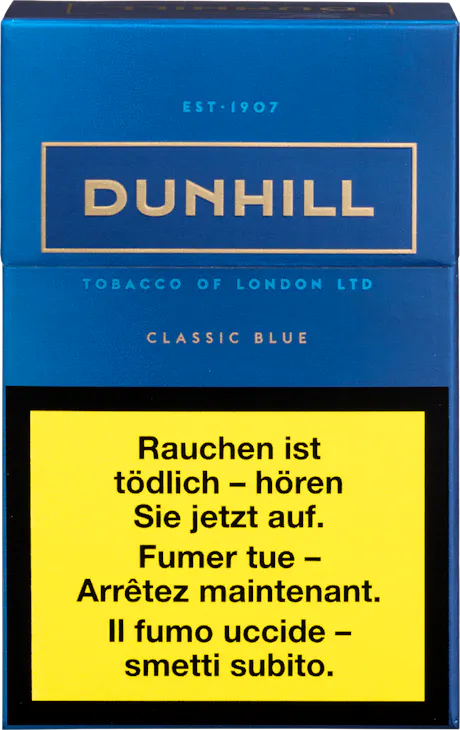 DUNHILL
EST·1907
DUNHILL
TOBACCO OF LONDON LTD
CLASSIC BLUE
Rauchen ist
tödlich – hören
Sie jetzt auf.
Fumer tue –
Arrêtez maintenant.
Il fumo uccide –
smetti subito.